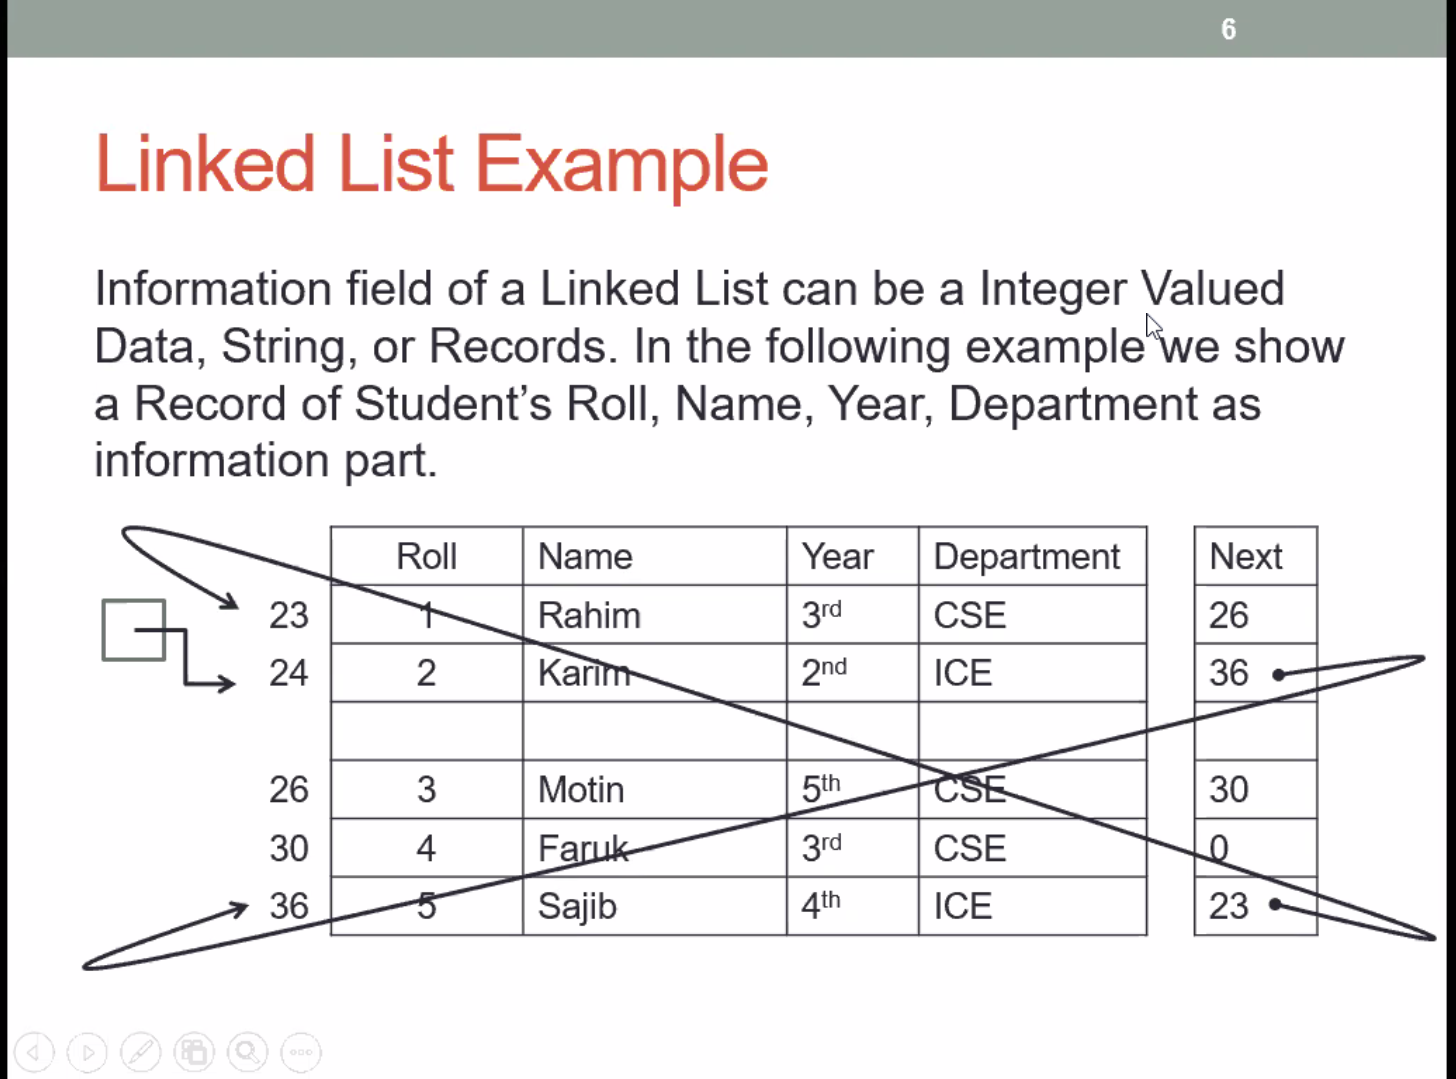 6
Linked List Example
Information field of a Linked List can be a Integer Valued
Data, String, or Records. In the following example we show
a Record of Student’s Roll, Name, Year, Department as
information part.
Roll Name Year Department Next
23 1 Rahim 3rd CSE 26
24 2 Karim 2nd ICE 36
26 3 Motin 5th CSE 30
30 4 Faruk 3rd CSE 0
36 5 Sajib 4th ICE 23